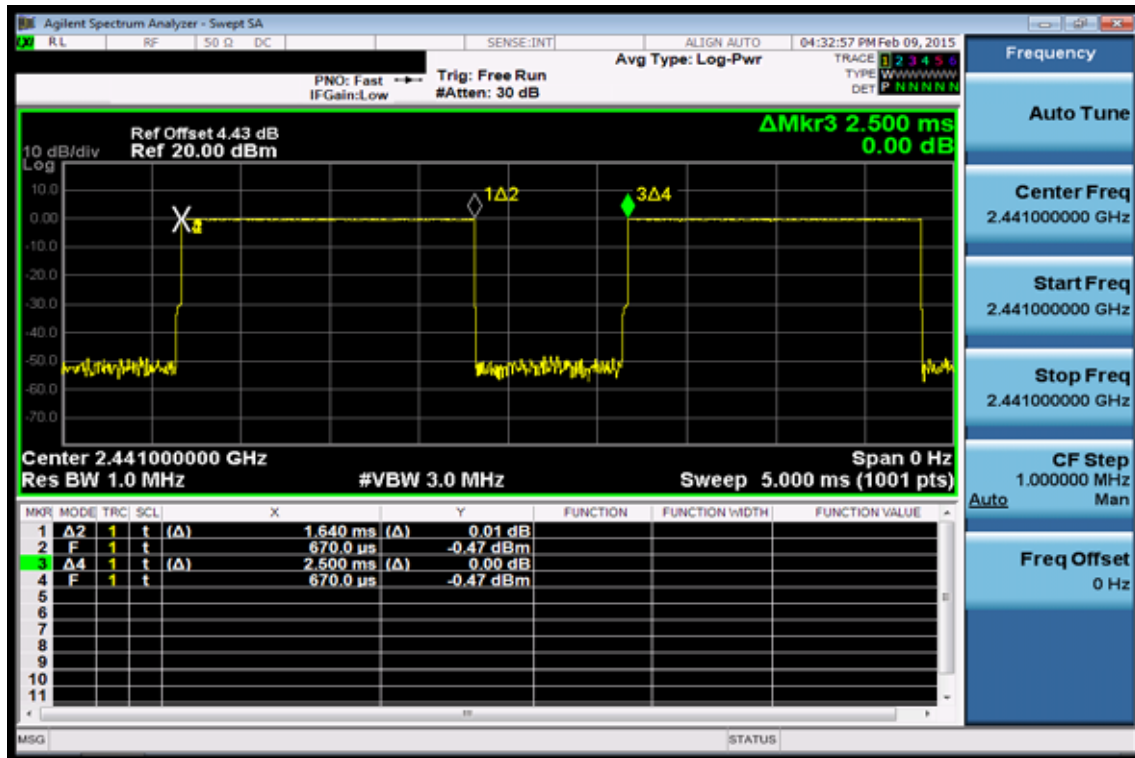 Agilent Spectrum Analyzer - Swept SA
RL RF 50 Ω DC SENSE:INT ALIGN AUTO 04:32:57 PM Feb 09, 2015
PNO: Fast Trig: Free Run Avg Type: Log-Pwr TRACE 1 2 3 4 5 6
IFGain:Low #Atten: 30 dB TYPE WWWWWW
DET P N N N N N
ΔMkr3 2.500 ms
0.00 dB
Ref Offset 4.43 dB
10 dB/div Ref 20.00 dBm
Log
10.0
0.00
-10.0
-20.0
-30.0
-40.0
-50.0
-60.0
-70.0
1Δ2
3Δ4
Center 2.441000000 GHz Span 0 Hz
Res BW 1.0 MHz #VBW 3.0 MHz Sweep 5.000 ms (1001 pts)
MKR MODE TRC SCL X Y FUNCTION FUNCTION WIDTH FUNCTION VALUE
1 Δ2 1 t (Δ) 1.640 ms (Δ) 0.01 dB
2 F 1 t 670.0 µs -0.47 dBm
3 Δ4 1 t (Δ) 2.500 ms (Δ) 0.00 dB
4 F 1 t 670.0 µs -0.47 dBm
5
6
7
8
9
10
11
MSG STATUS
Frequency
Auto Tune
Center Freq
2.441000000 GHz
Start Freq
2.441000000 GHz
Stop Freq
2.441000000 GHz
CF Step
1.000000 MHz
Auto Man
Freq Offset
0 Hz